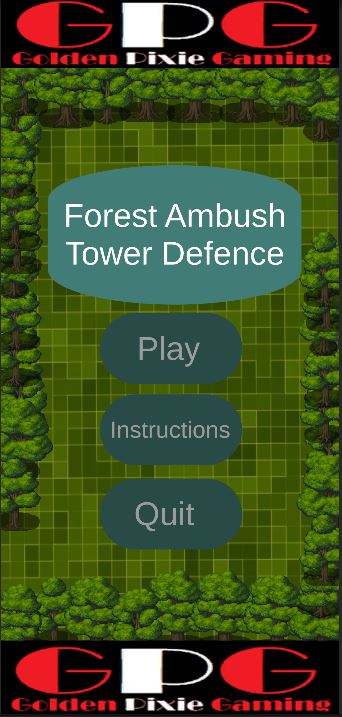 GPG
Golden Pixie Gaming
Forest Ambush
Tower Defence
Play
Instructions
Quit
GPG
Golden Pixie Gaming